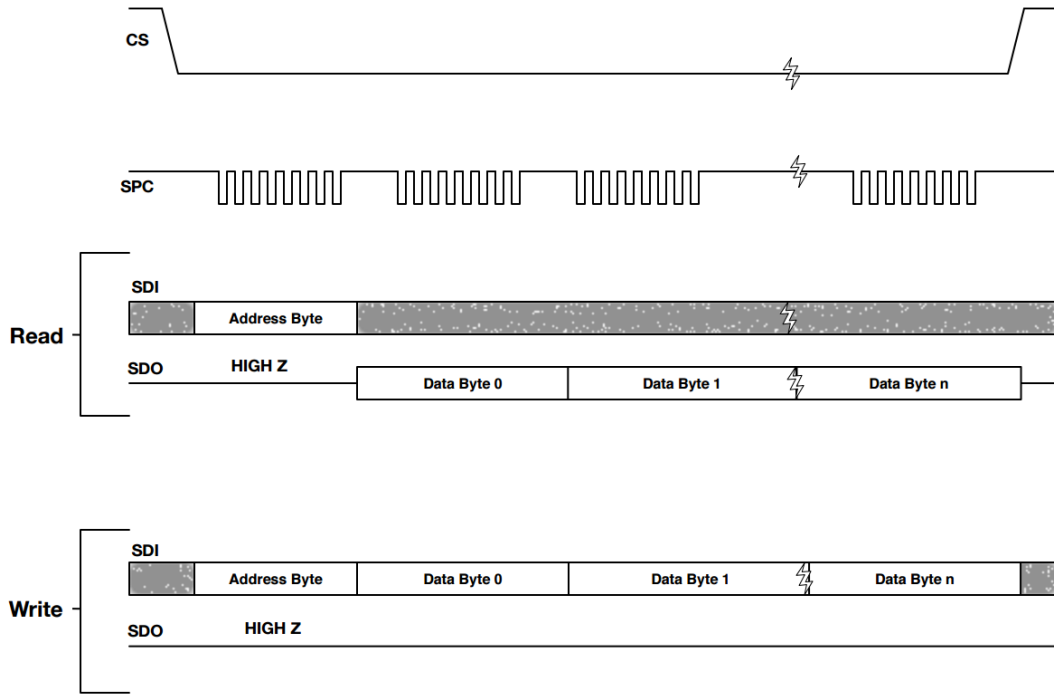 CS
SPC
Read
SDI
Address Byte
SDO
HIGH Z
Data Byte 0
Data Byte 1
Data Byte n
Write
SDI
Address Byte
Data Byte 0
Data Byte 1
Data Byte n
SDO
HIGH Z